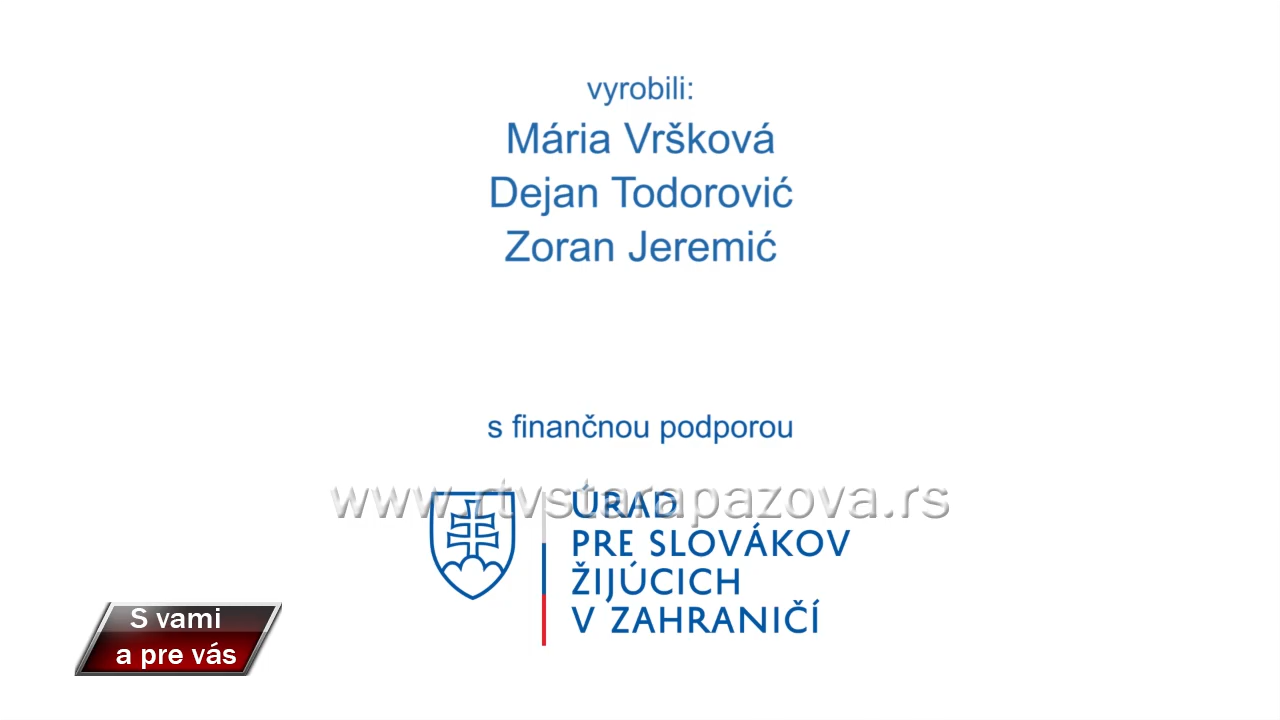 vyrobili:
Mária Vršková
Dejan Todorović
Zoran Jeremić
s finančnou podporou
www.rtvstarapazova.rs
ÚRAD
PRE SLOVÁKOV
ŽIJÚCICH
V ZAHRANIČÍ
S vami
a pre vás